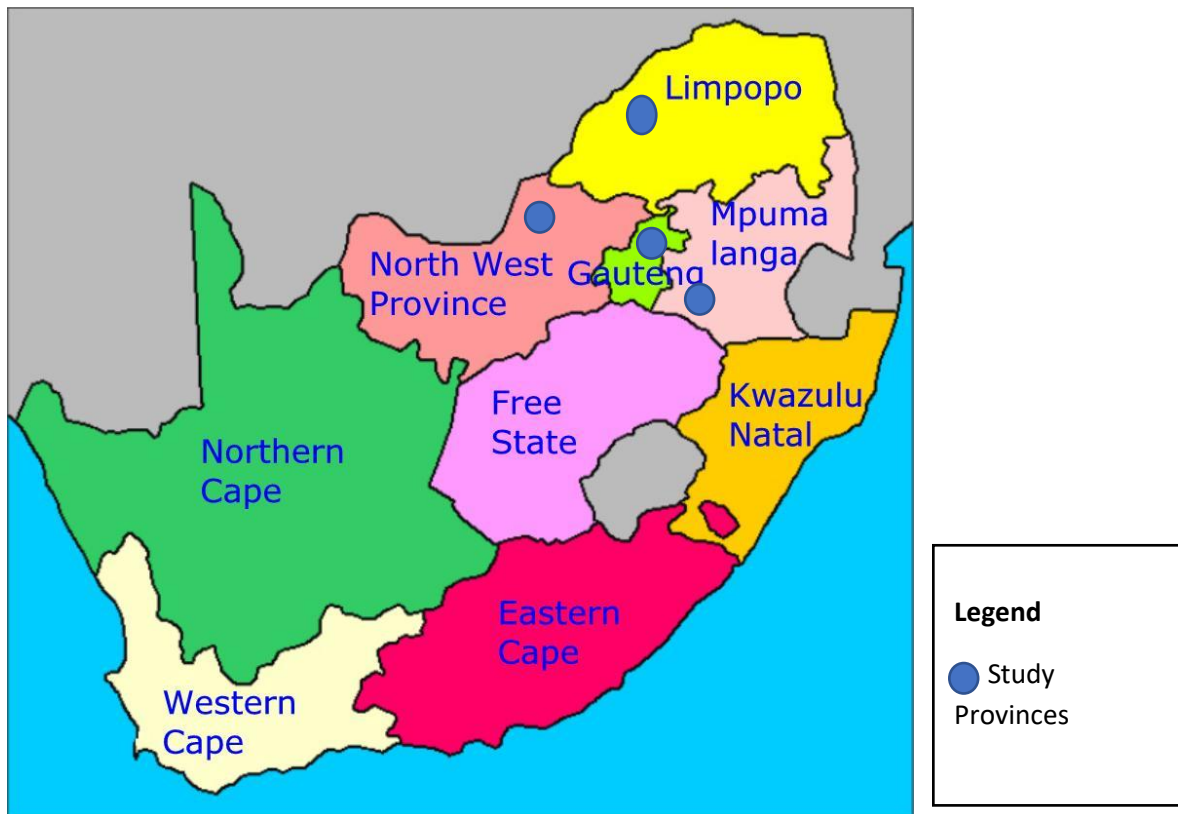 Limpopo
Mpuma
langa
North West
Province
Gauteng
Free
State
Kwazulu
Natal
Northern
Cape
Eastern
Cape
Western
Cape
Legend
Study
Provinces